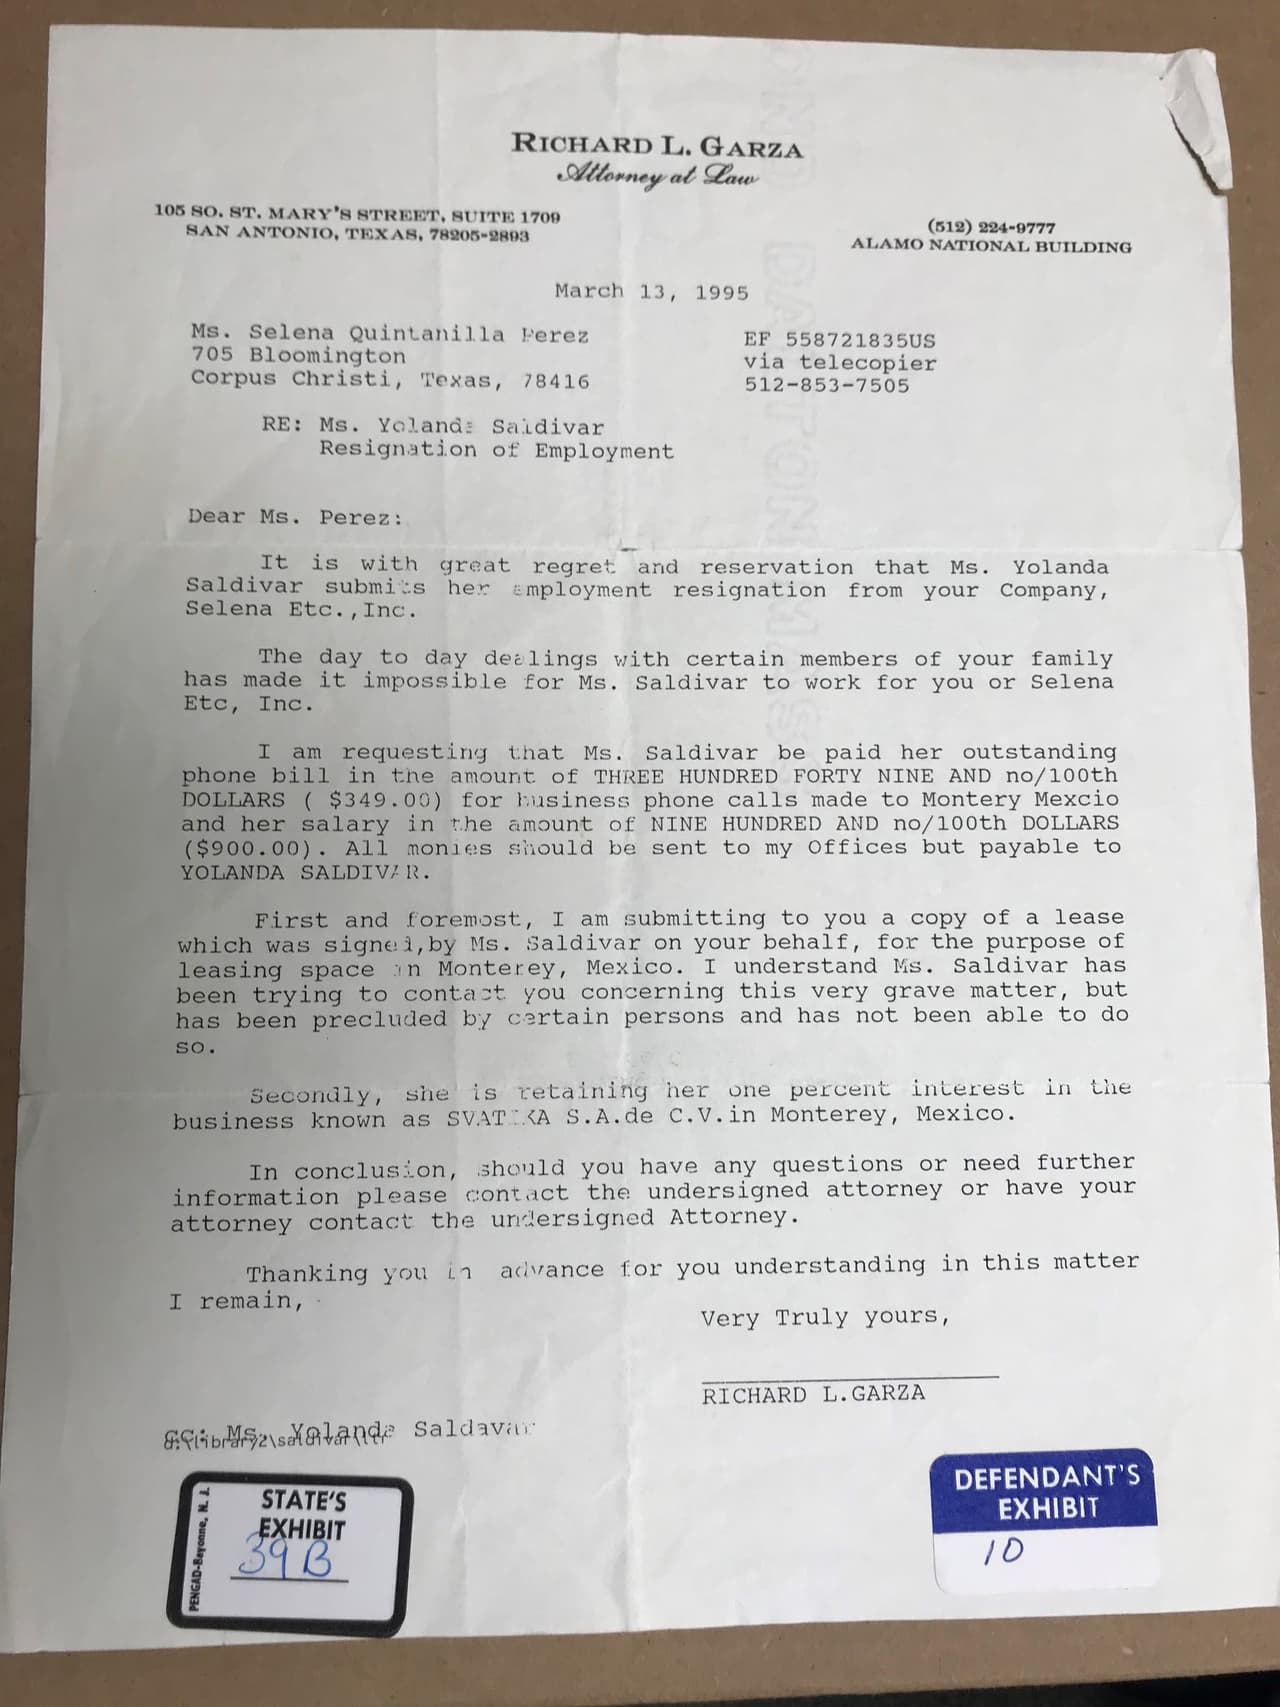 RICHARD L. GARZA
Attorney at Law
105 SO. ST. MARY'S STREET, SUITE 1709
SAN ANTONIO, TEXAS, 78205-2893
(512) 224-9777
ALAMO NATIONAL BUILDING
March 13, 1995
Ms. Selena Quintanilla Perez
705 Bloomington
Corpus Christi, Texas, 78416
EF 558721835US
via telecopier
512-853-7505
RE: Ms. Yolanda Saldivar
Resignation of Employment
Dear Ms. Perez:
It is with great regret and reservation that Ms. Yolanda
Saldivar submits her employment resignation from your Company,
Selena Etc.,Inc.
The day to day dealings with certain members of your family
has made it impossible for Ms. Saldivar to work for you or Selena
Etc, Inc.
I am requesting that Ms. Saldivar be paid her outstanding
phone bill in the amount of THREE HUNDRED FORTY NINE AND no/100th
DOLLARS ( $349.00) for business phone calls made to Montery Mexcio
and her salary in the amount of NINE HUNDRED AND no/100th DOLLARS
($900.00). All monies should be sent to my Offices but payable to
YOLANDA SALDIVAR.
First and foremost, I am submitting to you a copy of a lease
which was signed,by Ms. Saldivar on your behalf, for the purpose of
leasing space in Monterey, Mexico. I understand Ms. Saldivar has
been trying to contact you concerning this very grave matter, but
has been precluded by certain persons and has not been able to do
so.
Secondly, she is retaining her one percent interest in the
business known as SVATEKA S.A.de C.V.in Monterey, Mexico.
In conclusion, should you have any questions or need further
information please contact the undersigned attorney or have your
attorney contact the undersigned Attorney.
Thanking you in advance for you understanding in this matter
I remain,
Very Truly yours,
RICHARD L.GARZA
CC: Ms. Yolanda Saldavar
STATE'S
EXHIBIT
39B
PENGAD-Bayonne, N. J.
DEFENDANT'S
EXHIBIT
10